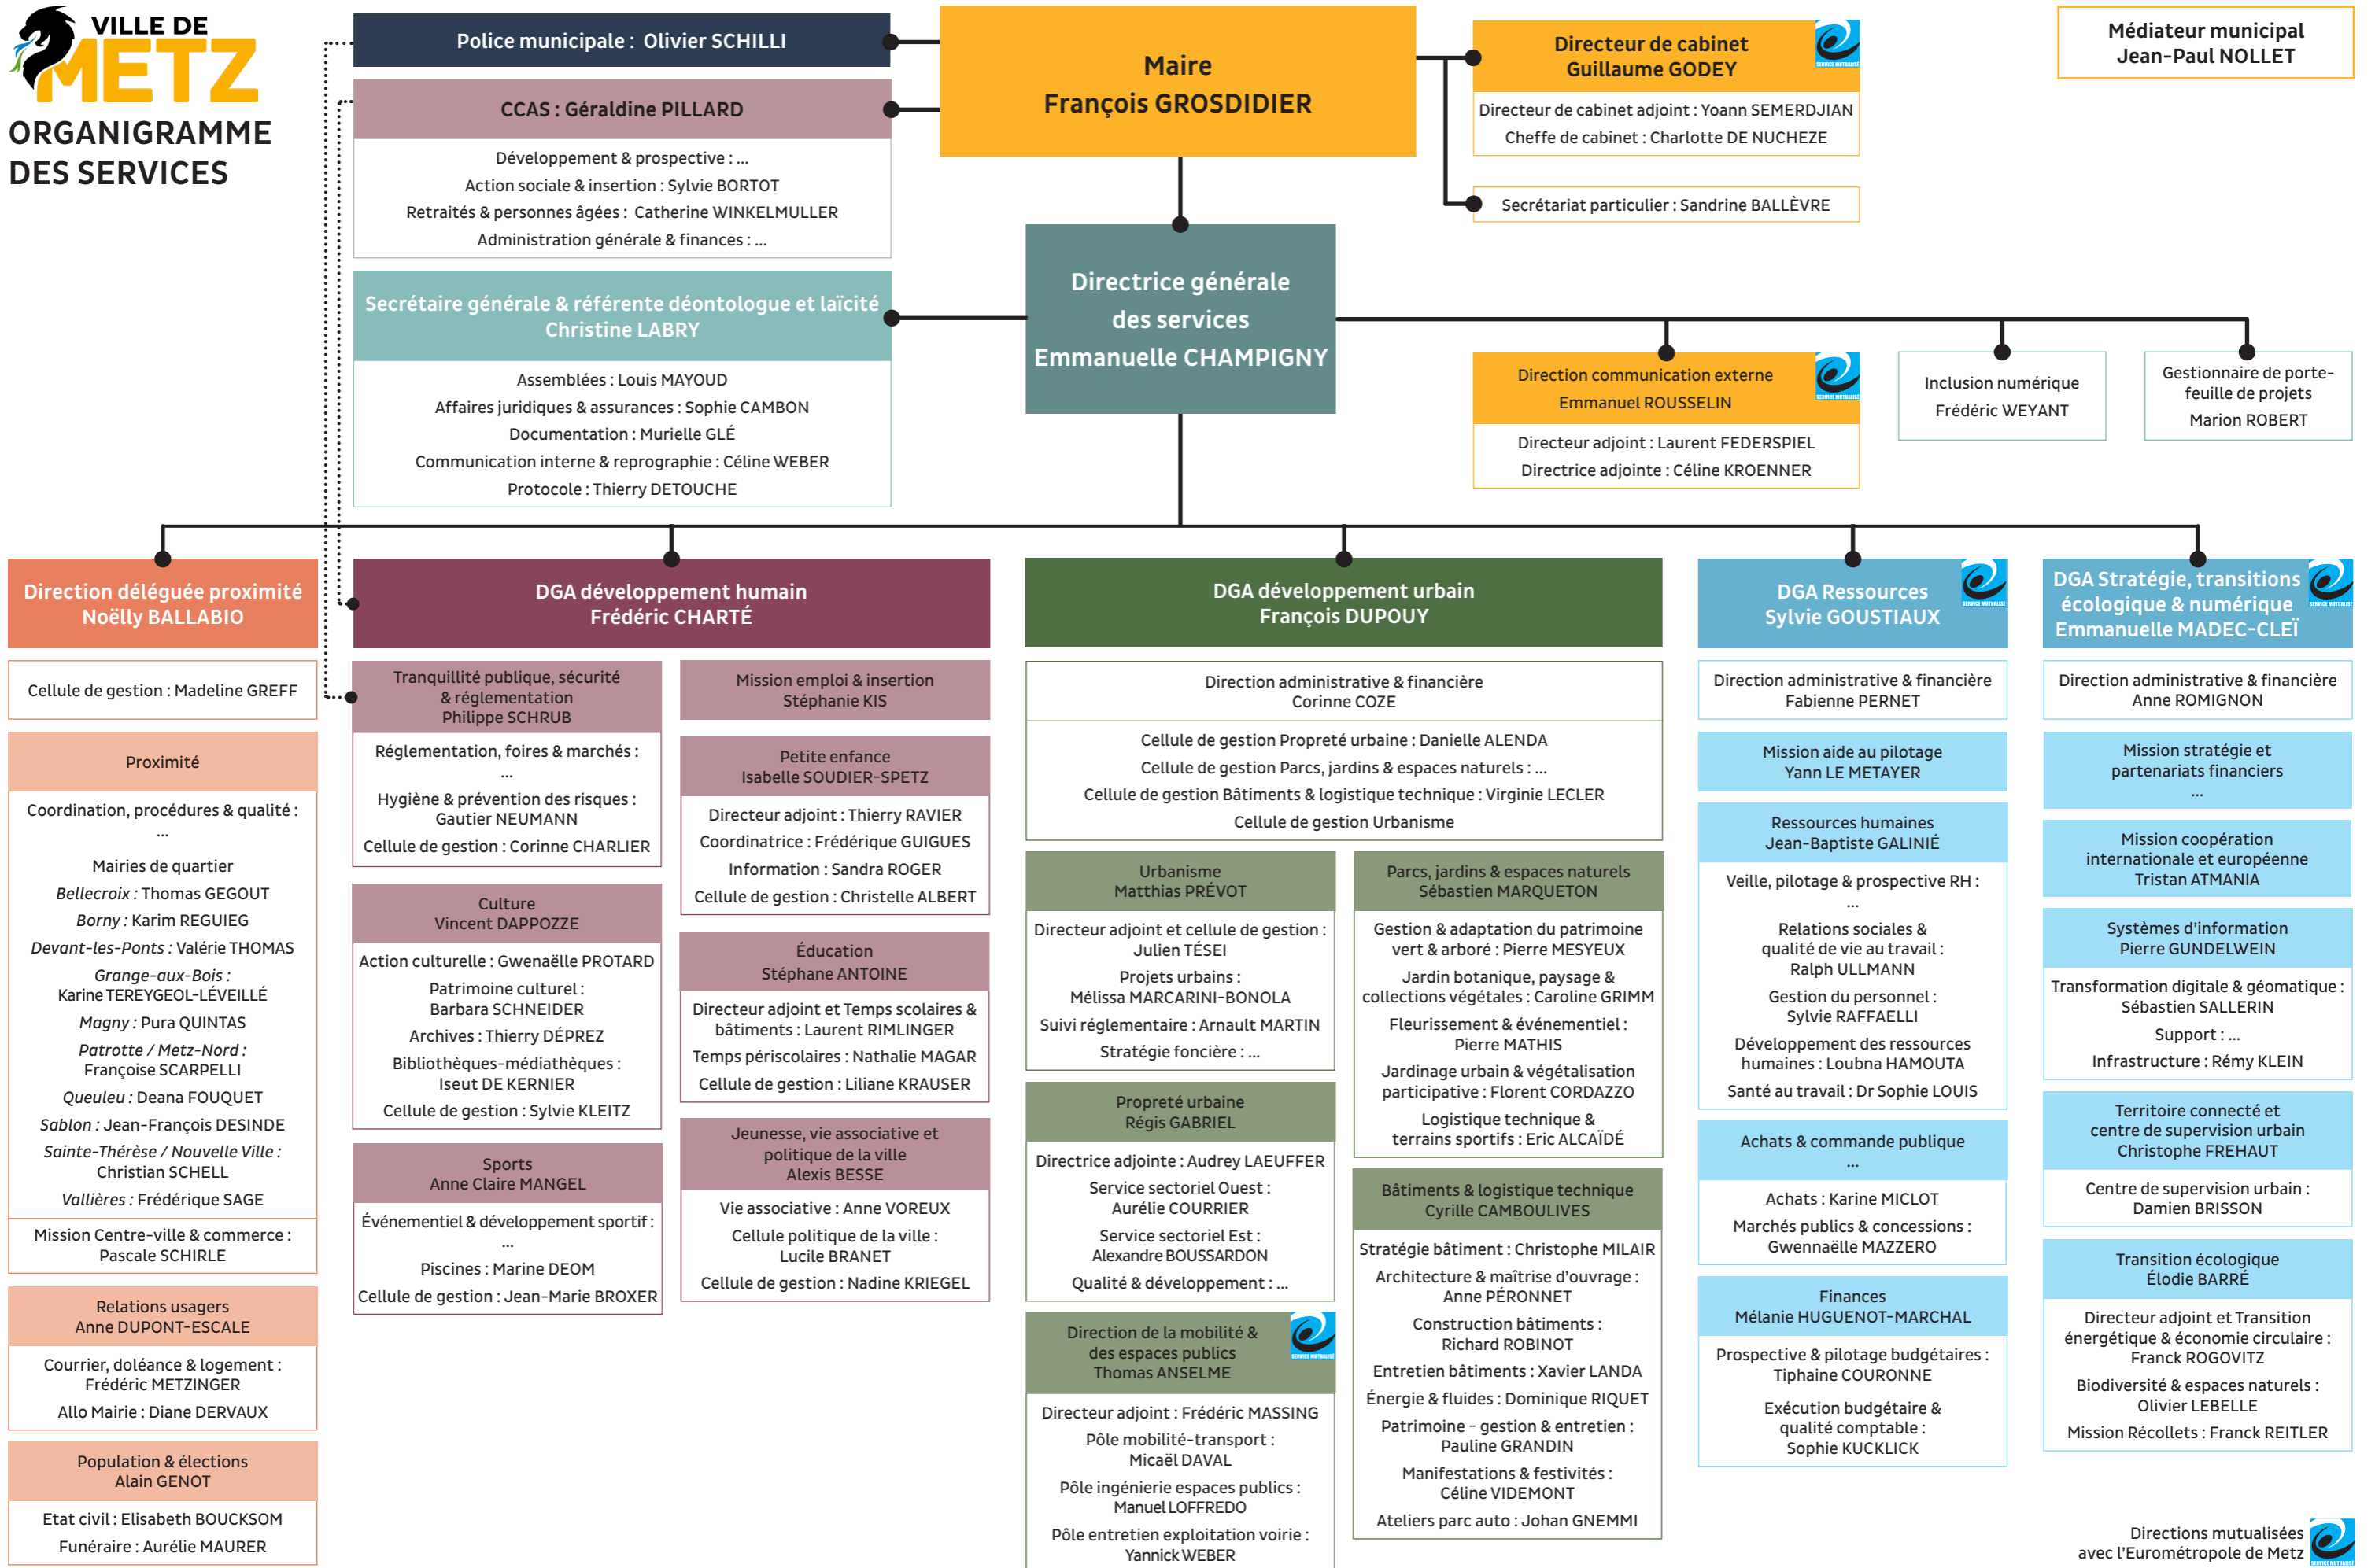 VILLE DE
METZ
ORGANIGRAMME
DES SERVICES
Police municipale : Olivier SCHILLI
CCAS : Géraldine PILLARD
Développement & prospective : ...
Action sociale & insertion : Sylvie BORTOT
Retraités & personnes âgées : Catherine WINKELMULLER
Administration générale & finances : ...
Secrétaire générale & référente déontologue et laïcité
Christine LABRY
Assemblées : Louis MAYOUD
Affaires juridiques & assurances : Sophie CAMBON
Documentation : Murielle GLÉ
Communication interne & reprographie : Céline WEBER
Protocole : Thierry DETOUCHE
Maire
François GROSDIDIER
Directrice générale
des services
Emmanuelle CHAMPIGNY
Directeur de cabinet
Guillaume GODEY
SERVICE MUTUALISÉ
Directeur de cabinet adjoint : Yoann SEMERDJIAN
Cheffe de cabinet : Charlotte DE NUCHEZE
Secrétariat particulier : Sandrine BALLÈVRE
Médiateur municipal
Jean-Paul NOLLET
Direction communication externe
Emmanuel ROUSSELIN
SERVICE MUTUALISÉ
Directeur adjoint : Laurent FEDERSPIEL
Directrice adjointe : Céline KROENNER
Inclusion numérique
Frédéric WEYANT
Gestionnaire de porte-
feuille de projets
Marion ROBERT
Direction déléguée proximité
Noëlly BALLABIO
Cellule de gestion : Madeline GREFF
Proximité
Coordination, procédures & qualité :
...
Mairies de quartier
Bellecroix : Thomas GEGOUT
Borny : Karim REGUIEG
Devant-les-Ponts : Valérie THOMAS
Grange-aux-Bois :
Karine TEREYGEOL-LÉVEILLÉ
Magny : Pura QUINTAS
Patrotte / Metz-Nord :
Françoise SCARPELLI
Queuleu : Deana FOUQUET
Sablon : Jean-François DESINDE
Sainte-Thérèse / Nouvelle Ville :
Christian SCHELL
Vallières : Frédérique SAGE
Mission Centre-ville & commerce :
Pascale SCHIRLE
Relations usagers
Anne DUPONT-ESCALE
Courrier, doléance & logement :
Frédéric METZINGER
Allo Mairie : Diane DERVAUX
Population & élections
Alain GENOT
Etat civil : Elisabeth BOUCKSOM
Funéraire : Aurélie MAURER
DGA développement humain
Frédéric CHARTÉ
Tranquillité publique, sécurité
& réglementation
Philippe SCHRUB
Réglementation, foires & marchés :
...
Hygiène & prévention des risques :
Gautier NEUMANN
Cellule de gestion : Corinne CHARLIER
Culture
Vincent DAPPOZZE
Action culturelle : Gwenaëlle PROTARD
Patrimoine culturel :
Barbara SCHNEIDER
Archives : Thierry DÉPREZ
Bibliothèques-médiathèques :
Iseut DE KERNIER
Cellule de gestion : Sylvie KLEITZ
Sports
Anne Claire MANGEL
Événementiel & développement sportif :
...
Piscines : Marine DEOM
Cellule de gestion : Jean-Marie BROXER
Mission emploi & insertion
Stéphanie KIS
Petite enfance
Isabelle SOUDIER-SPETZ
Directeur adjoint : Thierry RAVIER
Coordinatrice : Frédérique GUIGUES
Information : Sandra ROGER
Cellule de gestion : Christelle ALBERT
Éducation
Stéphane ANTOINE
Directeur adjoint et Temps scolaires &
bâtiments : Laurent RIMLINGER
Temps périscolaires : Nathalie MAGAR
Cellule de gestion : Liliane KRAUSER
Jeunesse, vie associative et
politique de la ville
Alexis BESSE
Vie associative : Anne VOREUX
Cellule politique de la ville :
Lucile BRANET
Cellule de gestion : Nadine KRIEGEL
DGA développement urbain
François DUPOUY
Direction administrative & financière
Corinne COZE
Cellule de gestion Propreté urbaine : Danielle ALENDA
Cellule de gestion Parcs, jardins & espaces naturels : ...
Cellule de gestion Bâtiments & logistique technique : Virginie LECLER
Cellule de gestion Urbanisme
Urbanisme
Matthias PRÉVOT
Directeur adjoint et cellule de gestion :
Julien TÉSEI
Projets urbains :
Mélissa MARCARINI-BONOLA
Suivi réglementaire : Arnault MARTIN
Stratégie foncière : ...
Propreté urbaine
Régis GABRIEL
Directrice adjointe : Audrey LAEUFFER
Service sectoriel Ouest :
Aurélie COURRIER
Service sectoriel Est :
Alexandre BOUSSARDON
Qualité & développement : ...
Direction de la mobilité &
des espaces publics
Thomas ANSELME
SERVICE MUTUALISÉ
Directeur adjoint : Frédéric MASSING
Pôle mobilité-transport :
Micaël DAVAL
Pôle ingénierie espaces publics :
Manuel LOFFREDO
Pôle entretien exploitation voirie :
Yannick WEBER
Parcs, jardins & espaces naturels
Sébastien MARQUETON
Gestion & adaptation du patrimoine
vert & arboré : Pierre MESYEUX
Jardin botanique, paysage &
collections végétales : Caroline GRIMM
Fleurissement & événementiel :
Pierre MATHIS
Jardinage urbain & végétalisation
participative : Florent CORDAZZO
Logistique technique &
terrains sportifs : Eric ALCAÏDÉ
Bâtiments & logistique technique
Cyrille CAMBOULIVES
Stratégie bâtiment : Christophe MILAIR
Architecture & maîtrise d'ouvrage :
Anne PÉRONNET
Construction bâtiments :
Richard ROBINOT
Entretien bâtiments : Xavier LANDA
Énergie & fluides : Dominique RIQUET
Patrimoine - gestion & entretien :
Pauline GRANDIN
Manifestations & festivités :
Céline VIDEMONT
Ateliers parc auto : Johan GNEMMI
DGA Ressources
Sylvie GOUSTIAUX
SERVICE MUTUALISÉ
Direction administrative & financière
Fabienne PERNET
Mission aide au pilotage
Yann LE METAYER
Ressources humaines
Jean-Baptiste GALINIÉ
Veille, pilotage & prospective RH :
...
Relations sociales &
qualité de vie au travail :
Ralph ULLMANN
Gestion du personnel :
Sylvie RAFFAELLI
Développement des ressources
humaines : Loubna HAMOUTA
Santé au travail : Dr Sophie LOUIS
Achats & commande publique
...
Achats : Karine MICLOT
Marchés publics & concessions :
Gwennaëlle MAZZERO
Finances
Mélanie HUGUENOT-MARCHAL
Prospective & pilotage budgétaires :
Tiphaine COURONNE
Exécution budgétaire &
qualité comptable :
Sophie KUCKLICK
DGA Stratégie, transitions
écologique & numérique
Emmanuelle MADEC-CLEÏ
SERVICE MUTUALISÉ
Direction administrative & financière
Anne ROMIGNON
Mission stratégie et
partenariats financiers
...
Mission coopération
internationale et européenne
Tristan ATMANIA
Systèmes d'information
Pierre GUNDELWEIN
Transformation digitale & géomatique :
Sébastien SALLERIN
Support : ...
Infrastructure : Rémy KLEIN
Territoire connecté et
centre de supervision urbain
Christophe FREHAUT
Centre de supervision urbain :
Damien BRISSON
Transition écologique
Élodie BARRÉ
Directeur adjoint et Transition
énergétique & économie circulaire :
Franck ROGOVITZ
Biodiversité & espaces naturels :
Olivier LEBELLE
Mission Récollets : Franck REITLER
Directions mutualisées
avec l'Eurométropole de Metz
SERVICE MUTUALISÉ